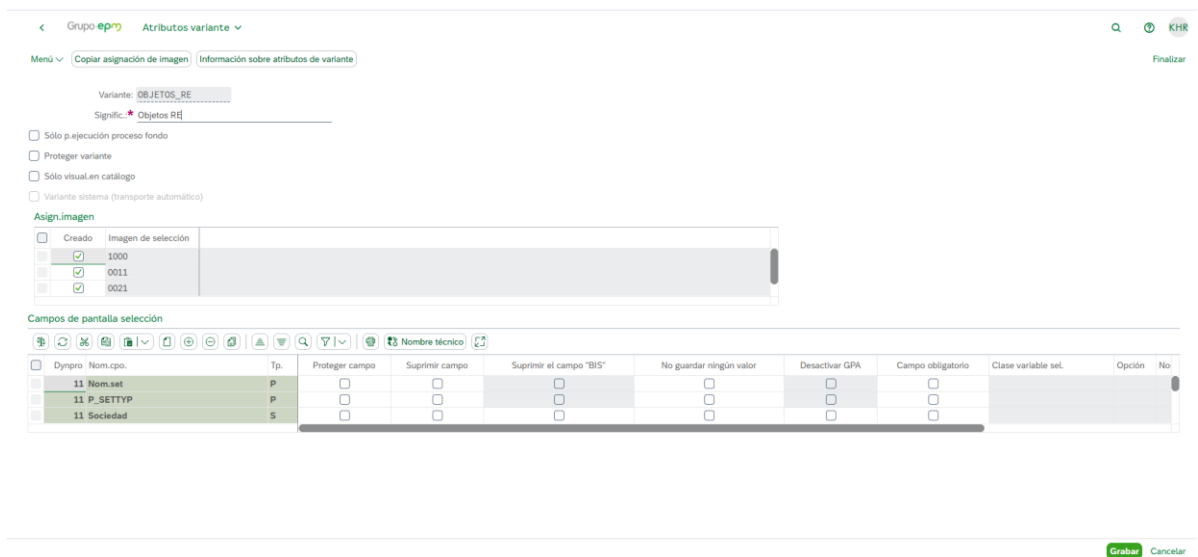 Grupo·epm Atributos variante
KHR
Menú Copiar asignación de imagen Información sobre atributos de variante Finalizar
Variante: OBJETOS_RE
Signific.:* Objetos RE
Sólo p.ejecución proceso fondo
Proteger variante
Sólo visual.en catálogo
Variante sistema (transporte automático)
Asign.imagen
Creado Imagen de selección
1000
0011
0021
Campos de pantalla selección
Nombre técnico
Dynpro Nom.cpo. Tp. Proteger campo Suprimir campo Suprimir el campo "BIS" No guardar ningún valor Desactivar GPA Campo obligatorio Clase variable sel. Opción No
11 Nom.set P
11 P_SETTYP P
11 Sociedad S
Grabar Cancelar